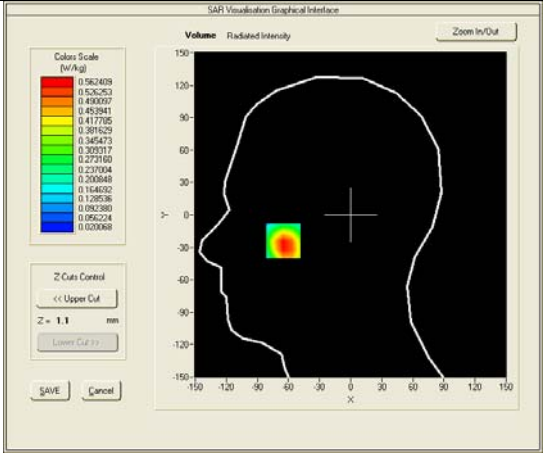 SAR Visualisation Graphical Interface
Volume Radiated Intensity
Zoom In/Out
Colors Scale
(W/kg)
0.562409
0.526253
0.490097
0.453941
0.417785
0.381629
0.345473
0.309317
0.273160
0.237004
0.200848
0.164692
0.128536
0.092380
0.056224
0.020068
Z Cuts Control
<< Upper Cut
Z = 1.1 mm
Lower Cut >>
SAVE Cancel
Y
150
120
90
60
30
0
-30
-60
-90
-120
-150
-150 -120 -90 -60 -30 0 30 60 90 120 150
X